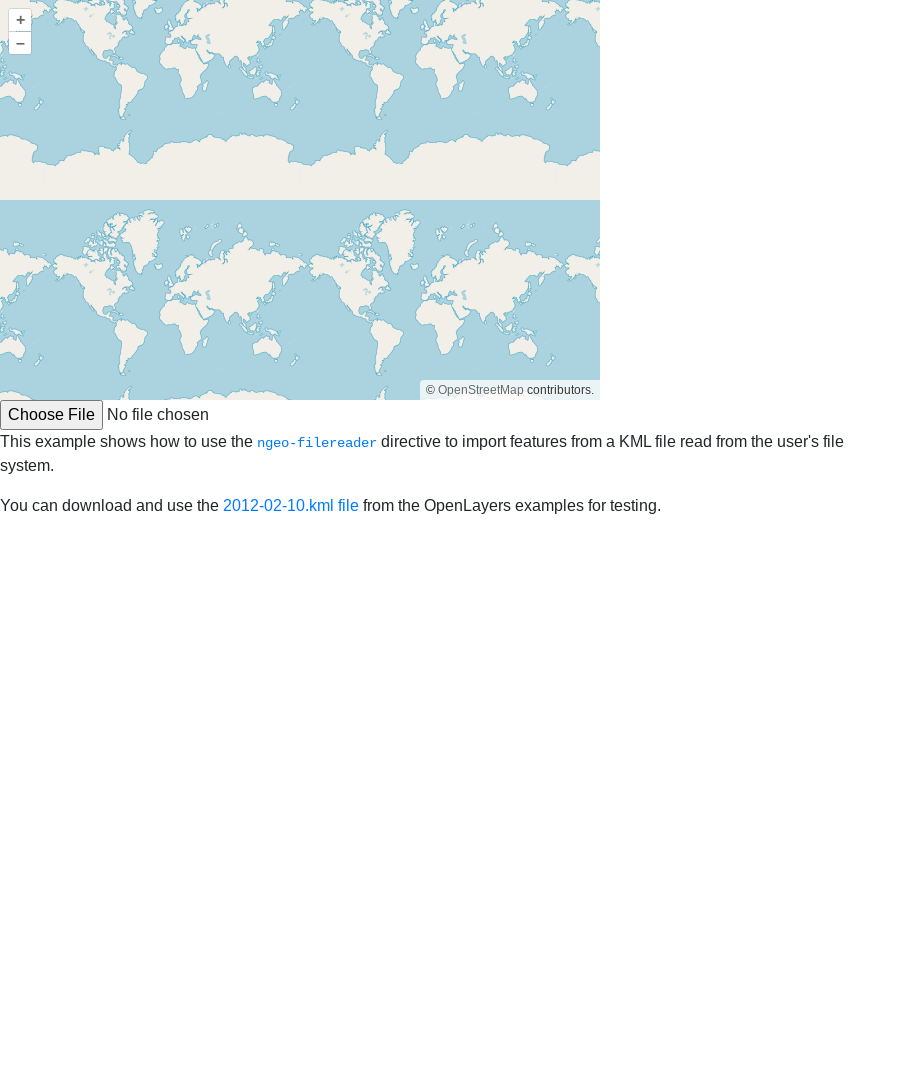 +
−
© OpenStreetMap contributors.
Choose File No file chosen
This example shows how to use the ngeo-filereader directive to import features from a KML file read from the user's file
system.
You can download and use the 2012-02-10.kml file from the OpenLayers examples for testing.